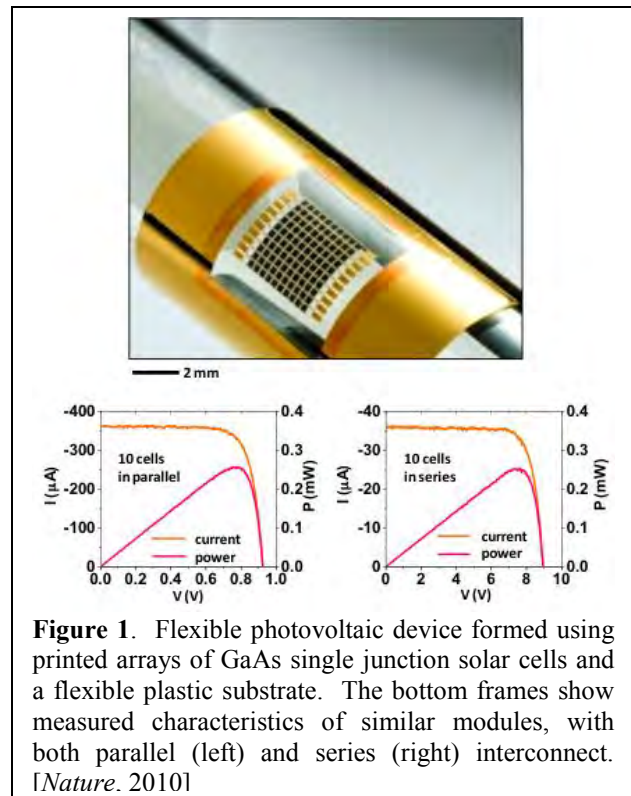 2 mm
-400
-300
-200
-100
0
I (µA)
0.4
0.3
0.2
0.1
0.0
P (mW)
10 cells
in parallel
current
power
0.0 0.2 0.4 0.6 0.8 1.0
V (V)
-40
-30
-20
-10
0
I (µA)
0.4
0.3
0.2
0.1
0.0
P (mW)
10 cells
in series
current
power
0 2 4 6 8 10
V (V)
Figure 1. Flexible photovoltaic device formed using
printed arrays of GaAs single junction solar cells and
a flexible plastic substrate. The bottom frames show
measured characteristics of similar modules, with
both parallel (left) and series (right) interconnect.
[Nature, 2010]